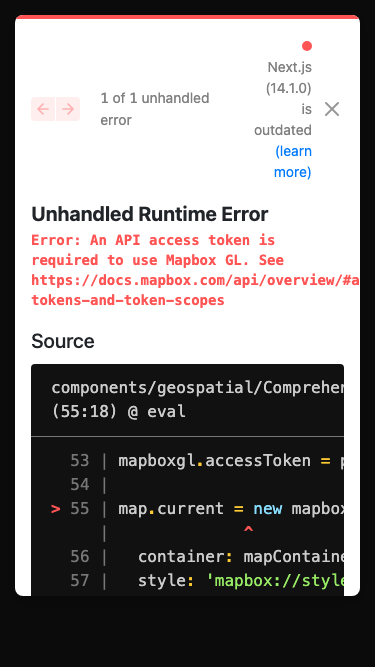 1 of 1 unhandled
error
Next.js
(14.1.0)
is
outdated
(learn
more)
Unhandled Runtime Error
Error: An API access token is
required to use Mapbox GL. See
https://docs.mapbox.com/api/overview/#a
tokens-and-token-scopes
Source
components/geospatial/Comprehen
(55:18) @ eval
53 | mapboxgl.accessToken = p
54 |
> 55 | map.current = new mapbox
| ^
56 | container: mapContaine
57 | style: 'mapbox://style